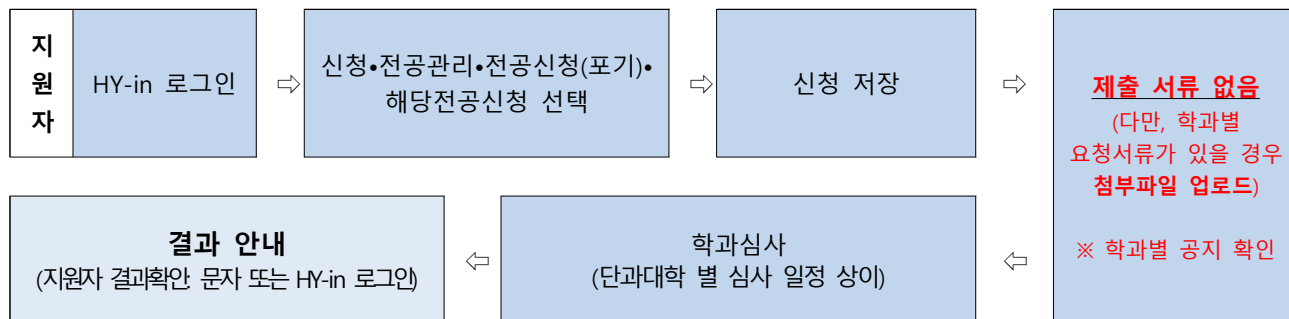 지
원
자
HY-in 로그인
⇨
신청•전공관리•전공신청(포기)•
해당전공신청 선택
⇨
신청 저장
⇨
제출 서류 없음
(다만, 학과별
요청서류가 있을 경우
첨부파일 업로드)
※ 학과별 공지 확인
⇦
학과심사
(단과대학 별 심사 일정 상이)
⇦
결과 안내
(지원자 결과확인: 문자 또는 HY-in 로그인)